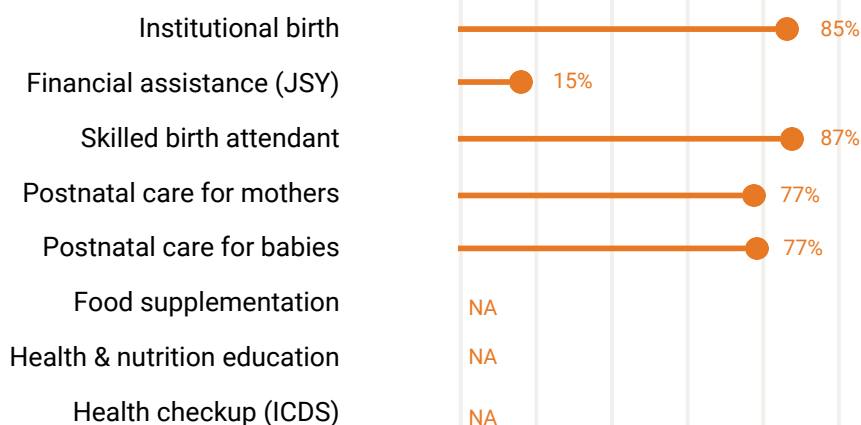 Institutional birth 85%
Financial assistance (JSY) 15%
Skilled birth attendant 87%
Postnatal care for mothers 77%
Postnatal care for babies 77%
Food supplementation NA
Health & nutrition education NA
Health checkup (ICDS) NA